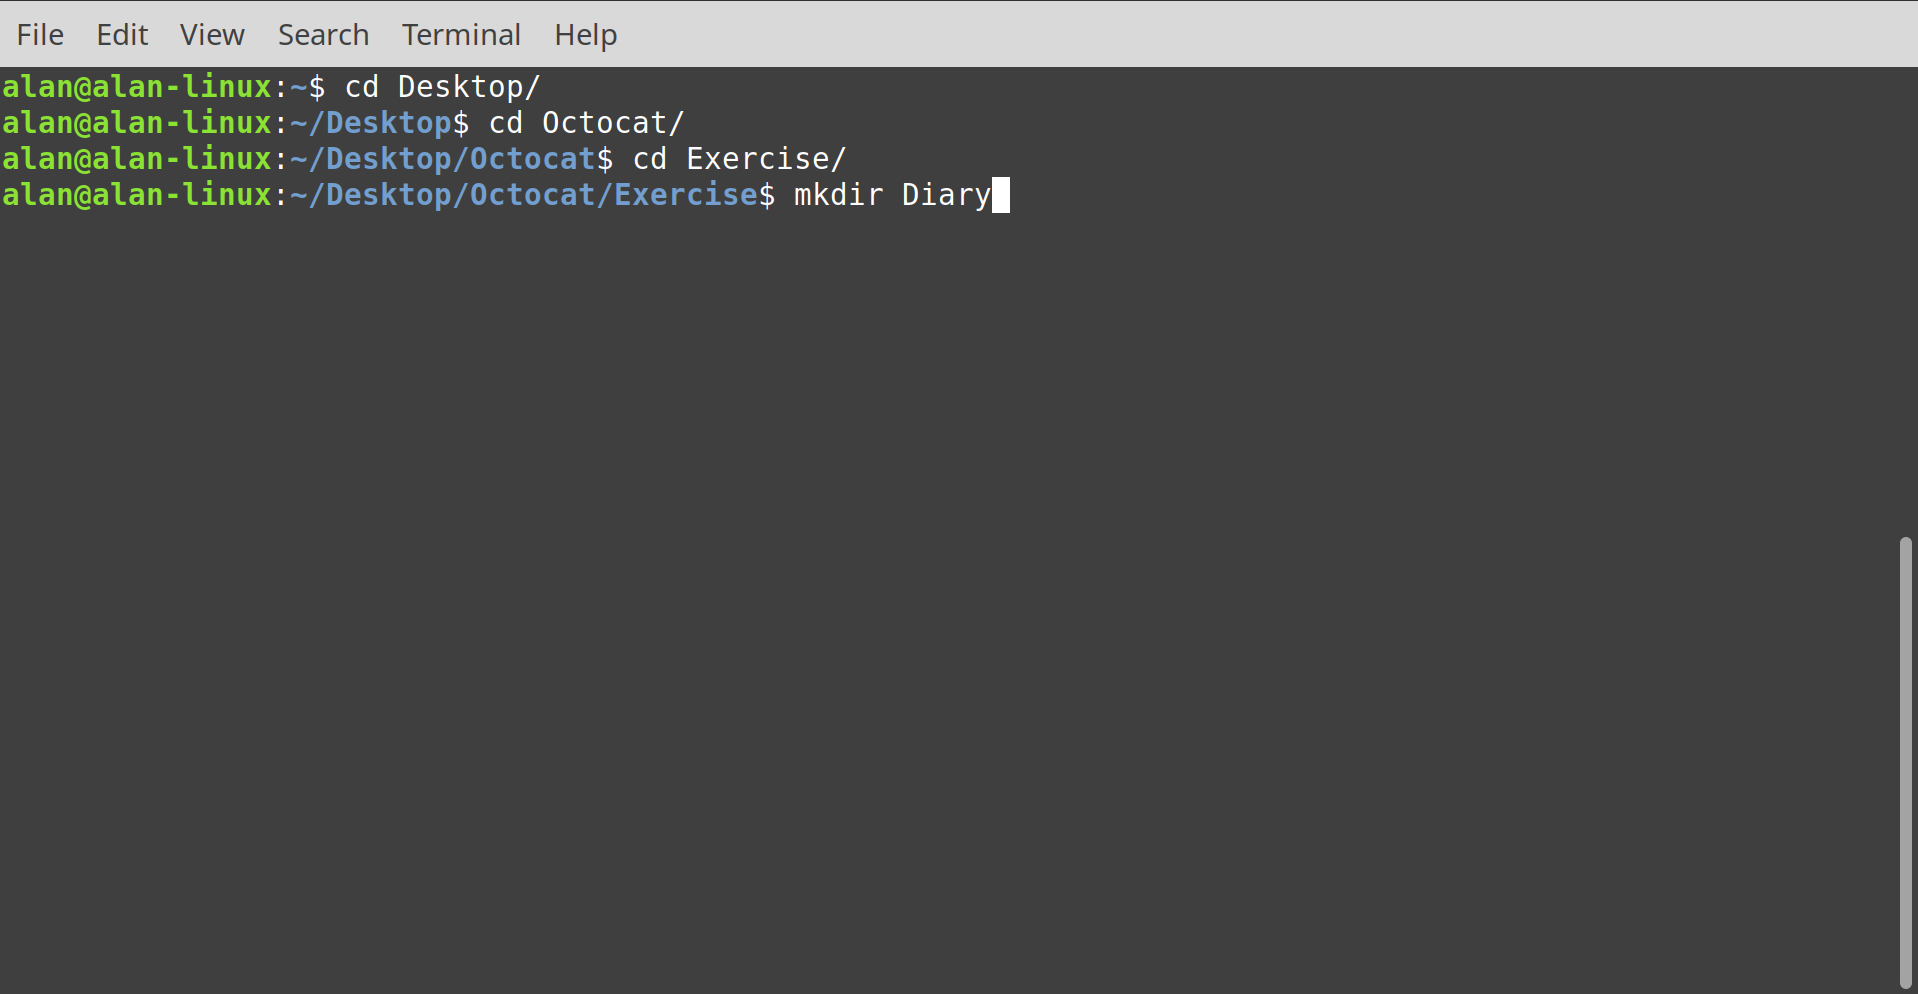 File Edit View Search Terminal Help
alan@alan-linux:~$ cd Desktop/
alan@alan-linux:~/Desktop$ cd Octocat/
alan@alan-linux:~/Desktop/Octocat$ cd Exercise/
alan@alan-linux:~/Desktop/Octocat/Exercise$ mkdir Diary